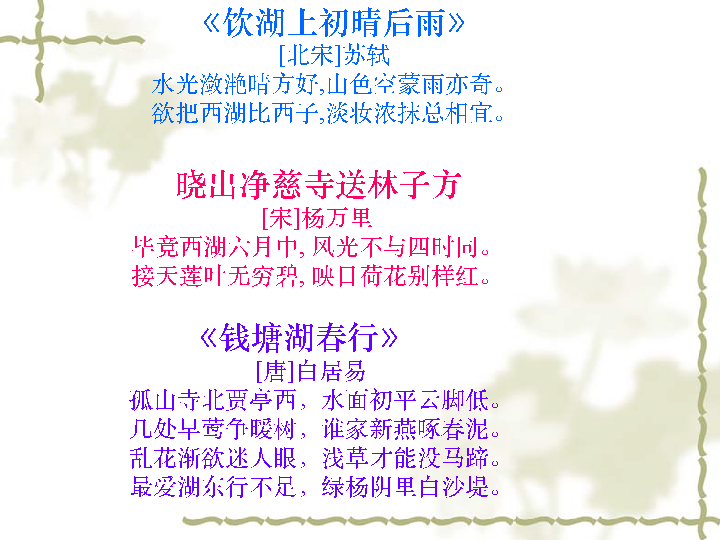 《饮湖上初晴后雨》
[北宋]苏轼
水光潋滟晴方好,山色空蒙雨亦奇。
欲把西湖比西子,淡妆浓抹总相宜。
晓出净慈寺送林子方
[宋]杨万里
毕竟西湖六月中, 风光不与四时同。
接天莲叶无穷碧, 映日荷花别样红。
《钱塘湖春行》
[唐]白居易
孤山寺北贾亭西，水面初平云脚低。
几处早莺争暖树，谁家新燕啄春泥。
乱花渐欲迷人眼，浅草才能没马蹄。
最爱湖东行不足，绿杨阴里白沙堤。